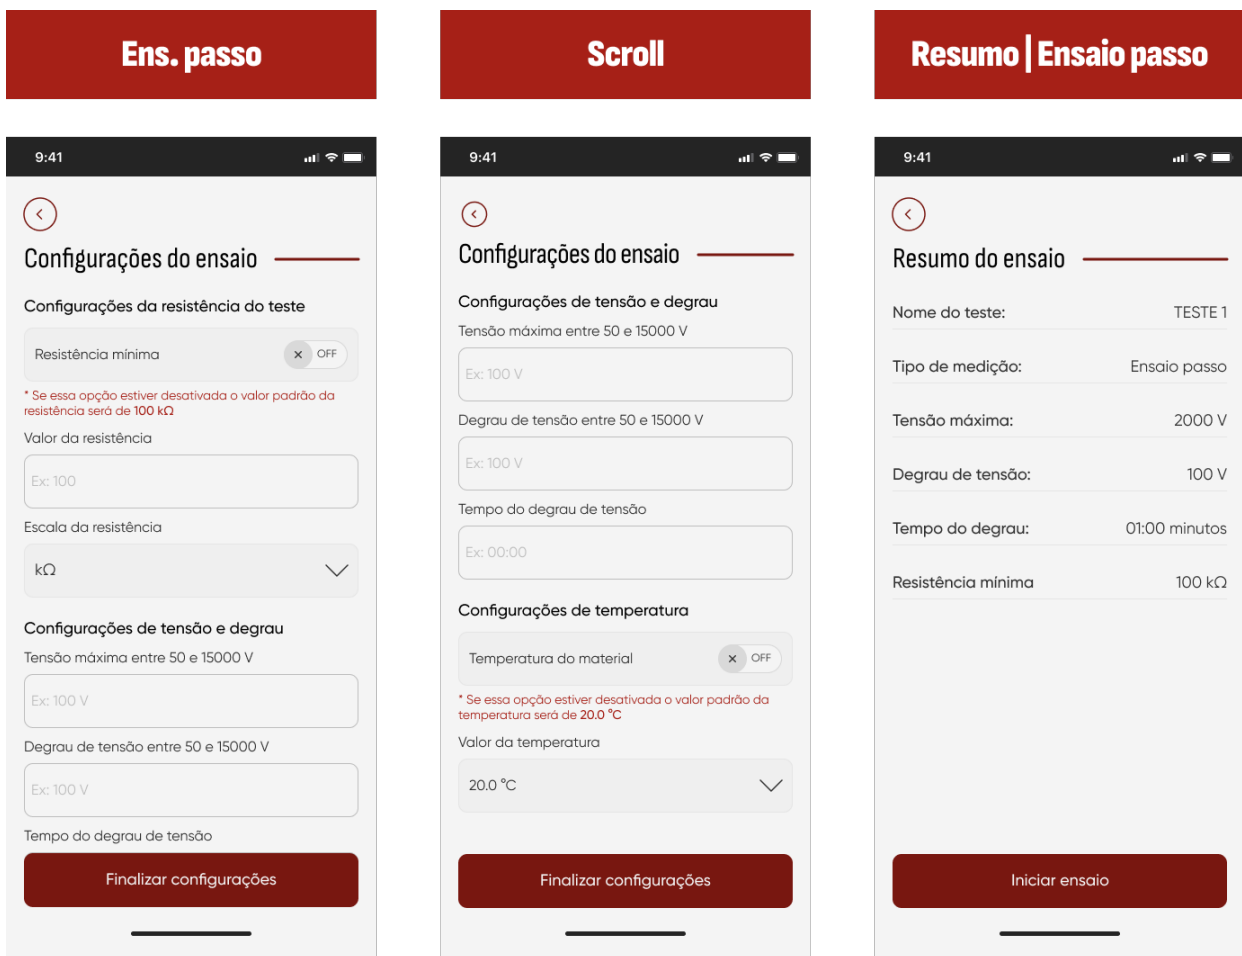 Ens. passo
9:41
Configurações do ensaio
Configurações da resistência do teste
Resistência mínima
OFF
* Se essa opção estiver desativada o valor padrão da
resistência será de 100 kΩ
Valor da resistência
Ex: 100
Escala da resistência
kΩ
Configurações de tensão e degrau
Tensão máxima entre 50 e 15000 V
Ex: 100 V
Degrau de tensão entre 50 e 15000 V
Ex: 100 V
Tempo do degrau de tensão
Finalizar configurações
Scroll
9:41
Configurações do ensaio
Configurações de tensão e degrau
Tensão máxima entre 50 e 15000 V
Ex: 100 V
Degrau de tensão entre 50 e 15000 V
Ex: 100 V
Tempo do degrau de tensão
Ex: 00:00
Configurações de temperatura
Temperatura do material
OFF
* Se essa opção estiver desativada o valor padrão da
temperatura será de 20.0 °C
Valor da temperatura
20.0 °C
Finalizar configurações
Resumo | Ensaio passo
9:41
Resumo do ensaio
Nome do teste: TESTE 1
Tipo de medição: Ensaio passo
Tensão máxima: 2000 V
Degrau de tensão: 100 V
Tempo do degrau: 01:00 minutos
Resistência mínima 100 kΩ
Iniciar ensaio